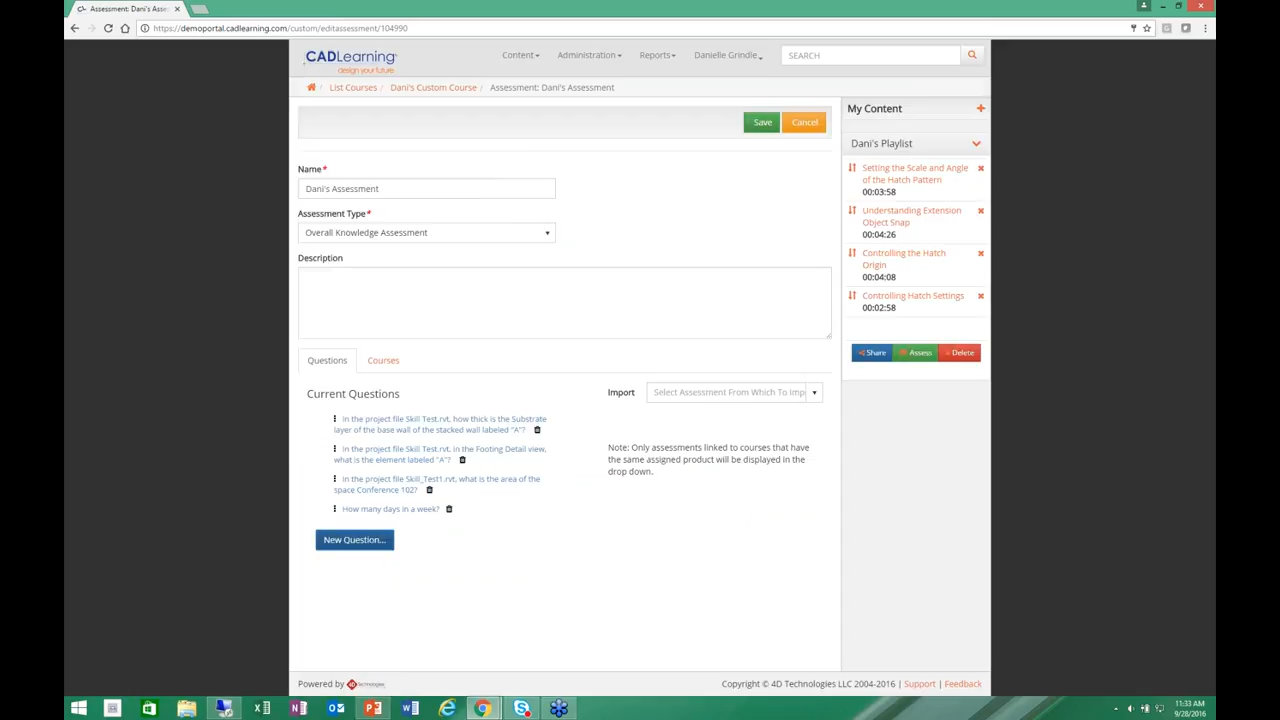 Assessment: Dani's Asse
https://demoportal.cadlearning.com/custom/editassessment/104990
CADLearning
design your future.
Content
Administration
Reports
Danielle Grindle
SEARCH
/ List Courses / Dani's Custom Course / Assessment: Dani's Assessment
Save
Cancel
Name*
Dani's Assessment
Assessment Type*
Overall Knowledge Assessment
Description
Questions
Courses
Current Questions
In the project file Skill Test.rvt, how thick is the Substrate
layer of the base wall of the stacked wall labeled "A"?
In the project file Skill Test.rvt, in the Footing Detail view,
what is the element labeled "A"?
In the project file Skill_Test1.rvt, what is the area of the
space Conference 102?
How many days in a week?
New Question...
Import
Select Assessment From Which To Imp
Note: Only assessments linked to courses that have
the same assigned product will be displayed in the
drop down.
My Content
Dani's Playlist
Setting the Scale and Angle
of the Hatch Pattern
00:03:58
Understanding Extension
Object Snap
00:04:26
Controlling the Hatch
Origin
00:04:08
Controlling Hatch Settings
00:02:58
Share
Assess
Delete
Powered by 4D Technologies
Copyright © 4D Technologies LLC 2004-2016 | Support | Feedback
11:33 AM
9/28/2016